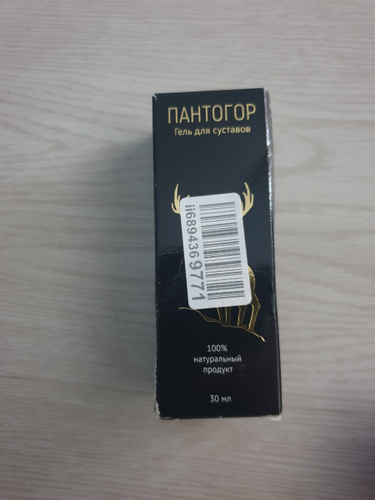 ПАНТОГОР
Гель для суставов
ii6894369771
100%
натуральный
продукт
30 мл